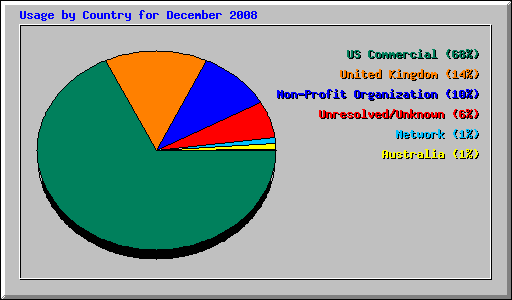 Usage by Country for December 2008
US Commercial (68%)
United Kingdom (14%)
Non-Profit Organization (10%)
Unresolved/Unknown (6%)
Network (1%)
Australia (1%)